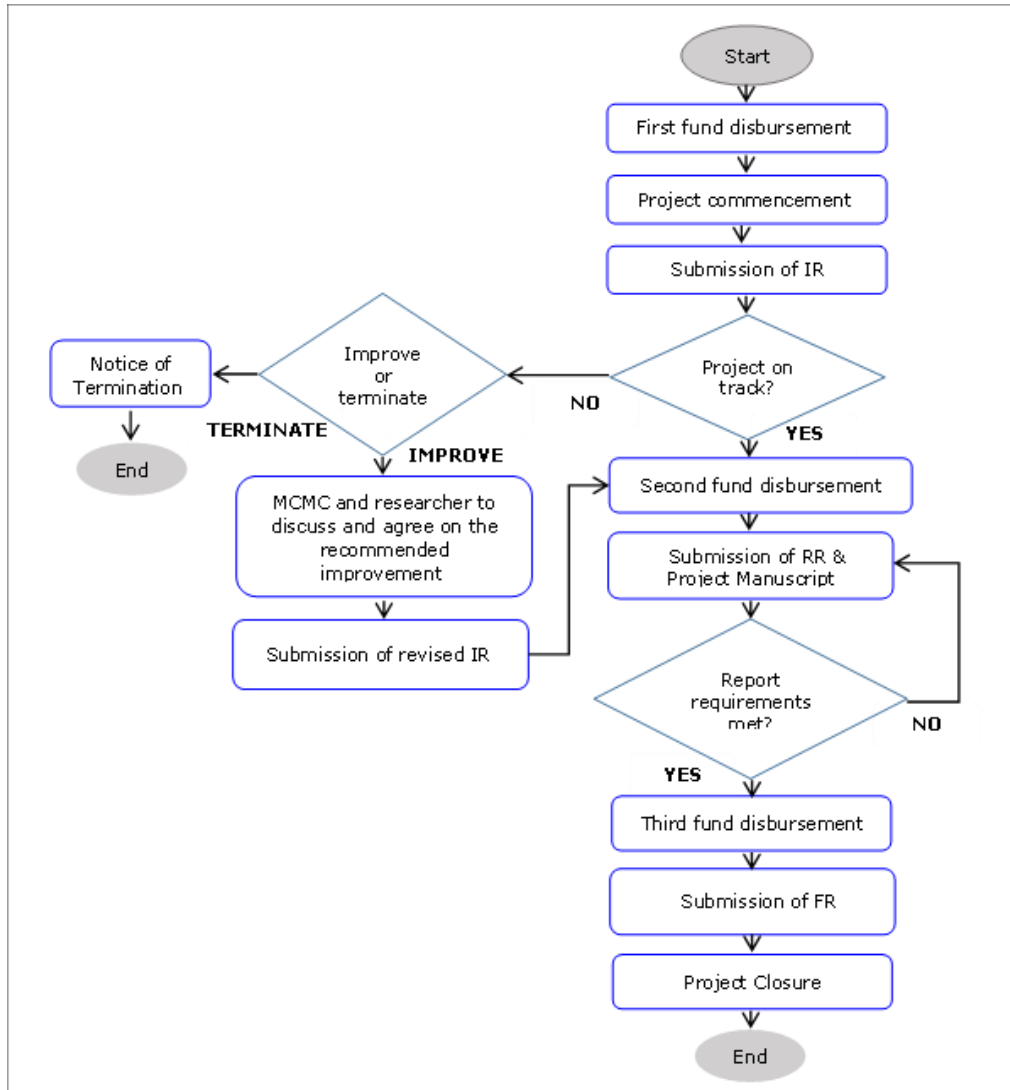 Start
First fund disbursement
Project commencement
Submission of IR
Project on
track?
NO
YES
Improve
or
terminate
TERMINATE
IMPROVE
Notice of
Termination
End
MCMC and researcher to
discuss and agree on the
recommended
improvement
Submission of revised IR
Second fund disbursement
Submission of RR &
Project Manuscript
Report
requirements
met?
NO
YES
Third fund disbursement
Submission of FR
Project Closure
End